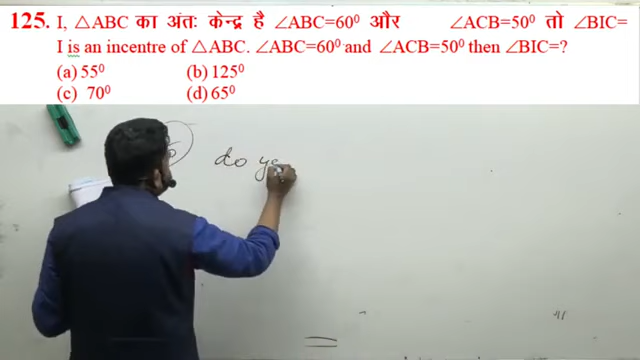 125. I, △ABC का अंतः केन्द्र है ∠ABC=60⁰ और ∠ACB=50⁰ तो ∠BIC=
I is an incentre of △ABC. ∠ABC=60⁰ and ∠ACB=50⁰ then ∠BIC=?
(a) 55⁰ (b) 125⁰
(c) 70⁰ (d) 65⁰
do